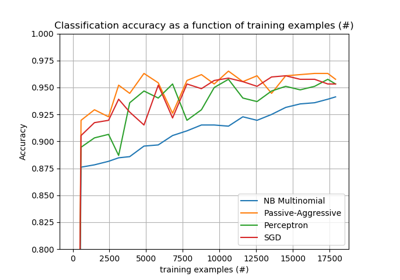 Classification accuracy as a function of training examples (#)
1.000
0.975
0.950
0.925
0.900
0.875
0.850
0.825
0.800
Accuracy
NB Multinomial
Passive-Aggressive
Perceptron
SGD
0 2500 5000 7500 10000 12500 15000 17500
training examples (#)